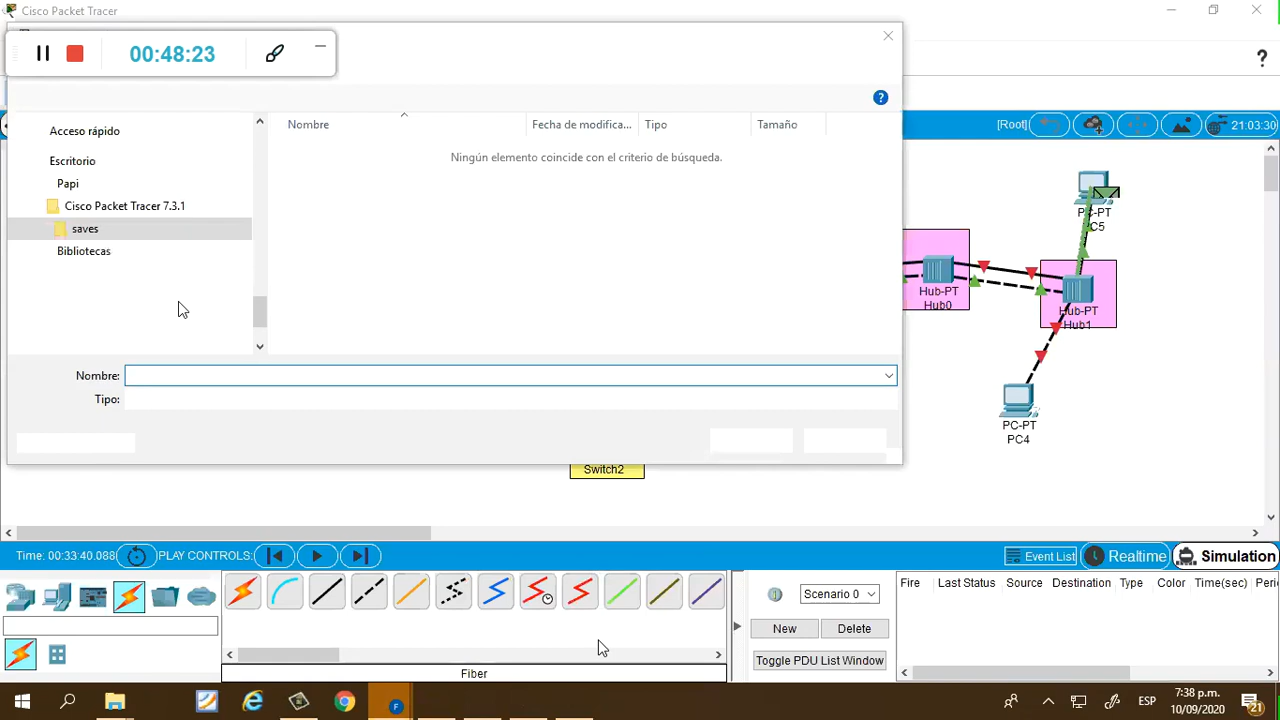 Cisco Packet Tracer
00:48:23
Acceso rápido
Escritorio
Papi
Cisco Packet Tracer 7.3.1
saves
Bibliotecas
Nombre
Fecha de modifica...
Tipo
Tamaño
Ningún elemento coincide con el criterio de búsqueda.
Nombre:
Tipo:
[Root]
21:03:30
PC-PT
PC5
Hub-PT
Hub0
Hub-PT
Hub1
PC-PT
PC4
Switch2
Time: 00:33:40.088
PLAY CONTROLS:
Event List
Realtime
Simulation
Fiber
Scenario 0
New
Delete
Toggle PDU List Window
Fire
Last Status
Source
Destination
Type
Color
Time(sec)
Peri
F
ESP
7:38 p.m.
10/09/2020
21